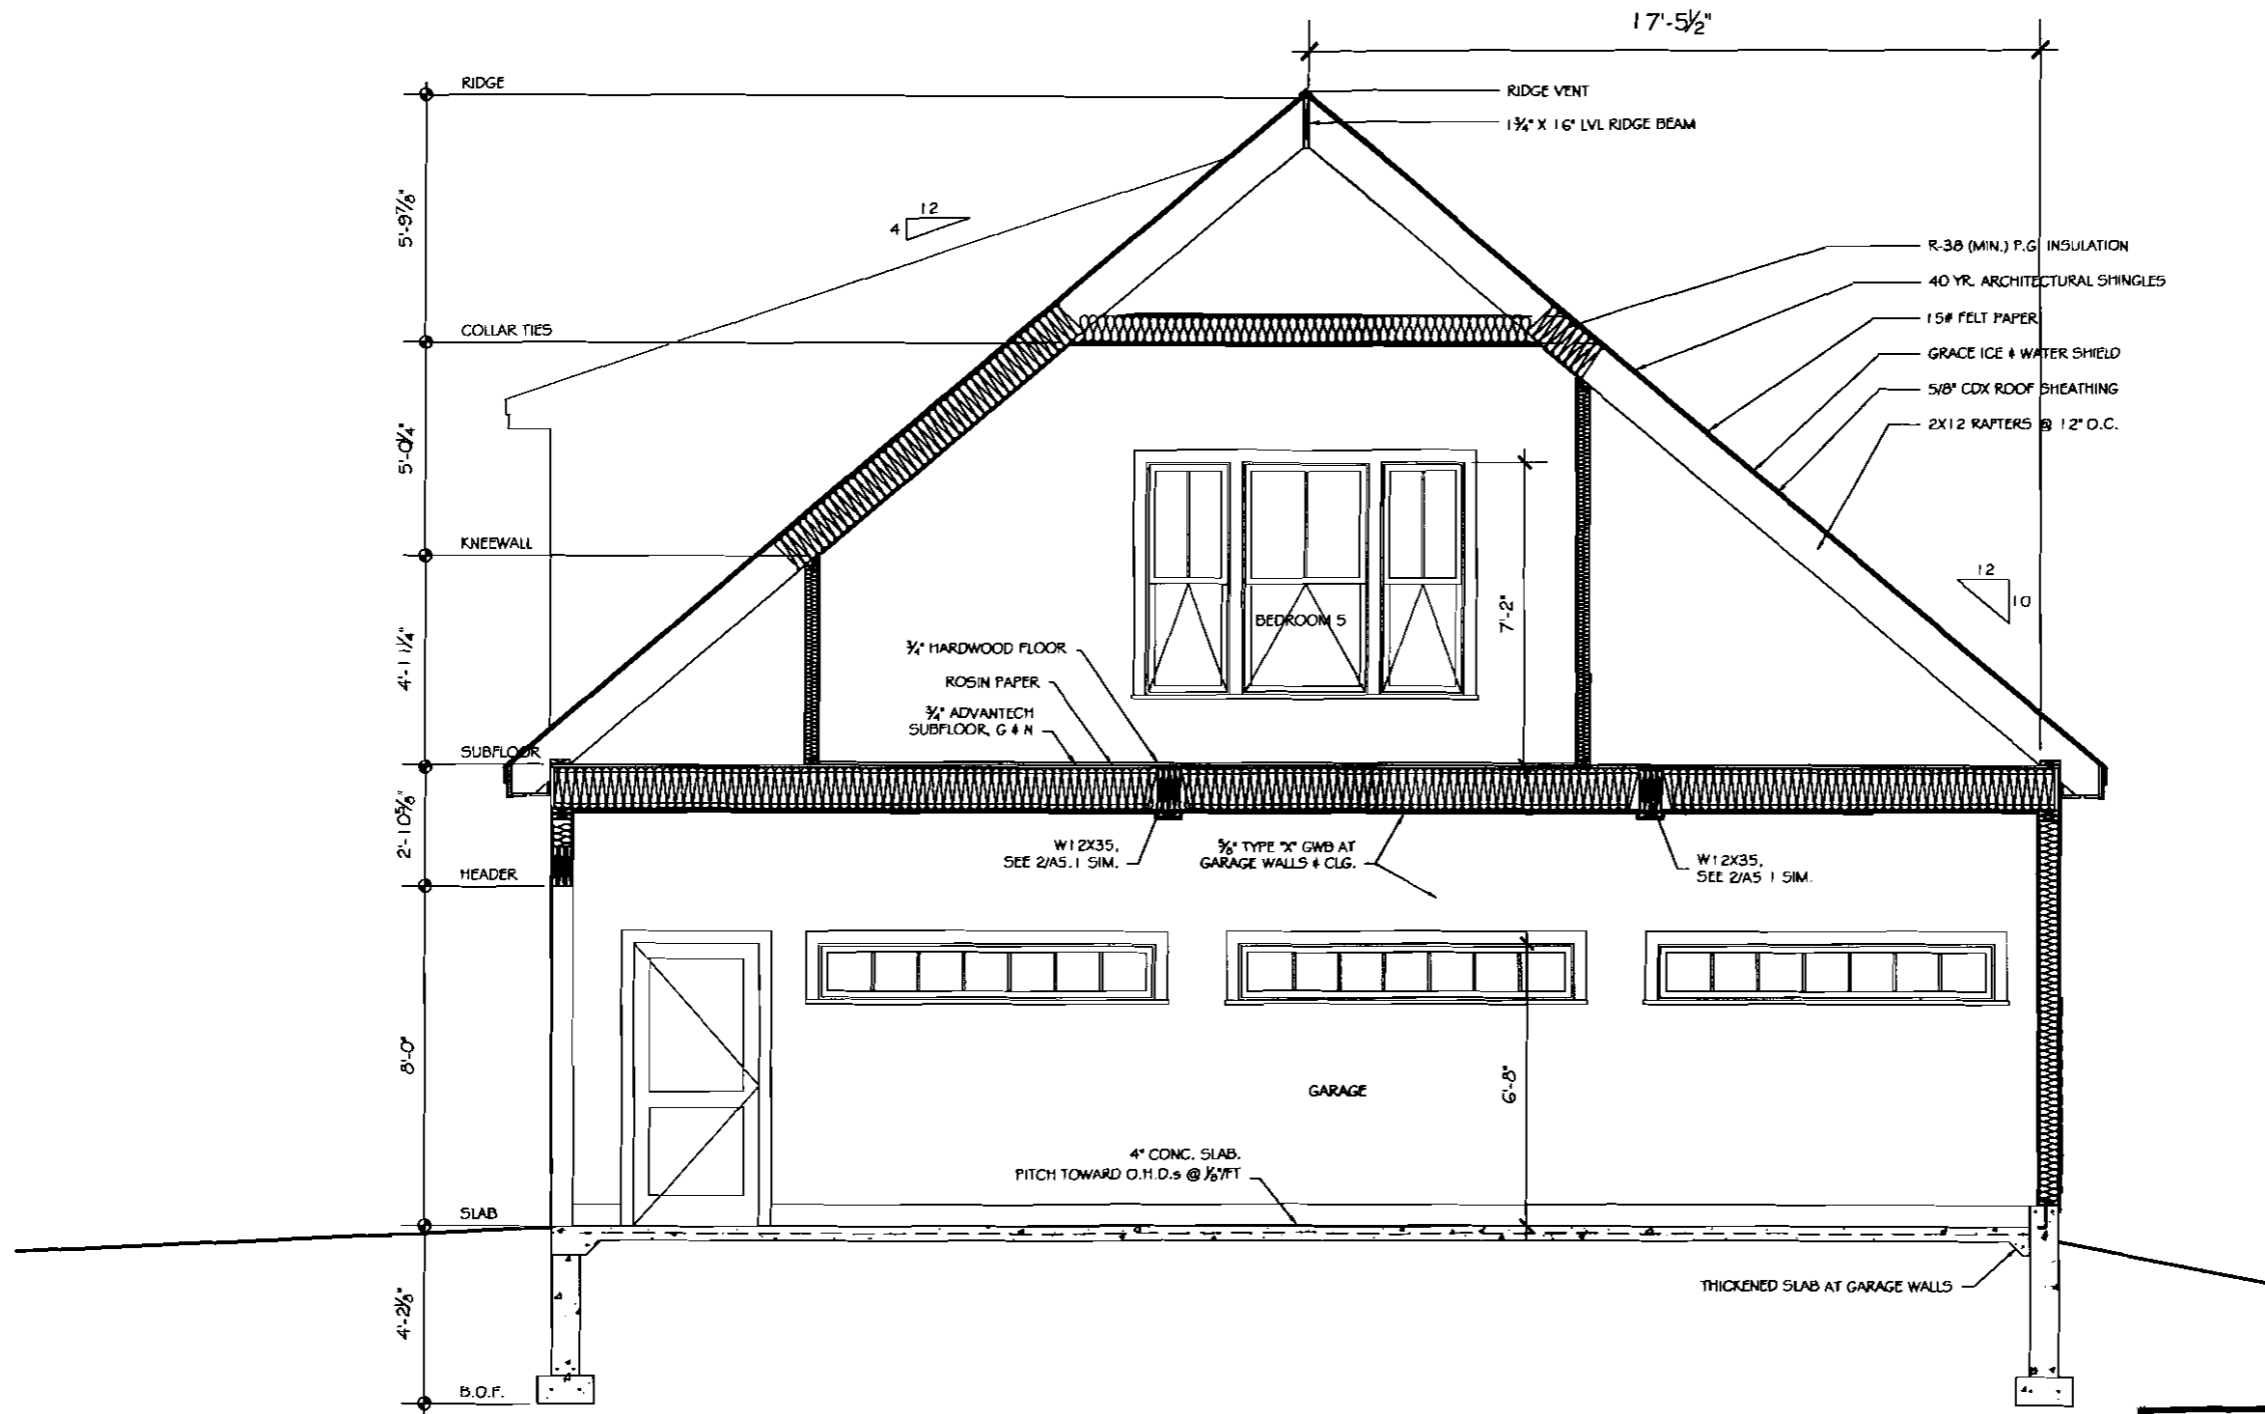 17'-5½"
RIDGE
RIDGE VENT
1¾" X 16" LVL RIDGE BEAM
12
4
5'-9⅞"
R-38 (MIN.) P.G. INSULATION
40 YR. ARCHITECTURAL SHINGLES
15# FELT PAPER
GRACE ICE & WATER SHIELD
5/8" CDX ROOF SHEATHING
2X12 RAFTERS @ 12" O.C.
COLLAR TIES
5'-0¼"
KNEEWALL
12
10
7'-2"
BEDROOM 5
4'-11¼"
¾" HARDWOOD FLOOR
ROSIN PAPER
¾" ADVANTECH
SUBFLOOR, G & N
SUBFLOOR
2'-10⅝"
W12X35,
SEE 2/A5.1 SIM.
⅝" TYPE "X" GWB AT
GARAGE WALLS & CLG.
W12X35,
SEE 2/A5.1 SIM.
HEADER
8'-0"
GARAGE
6'-8"
4" CONC. SLAB.
PITCH TOWARD O.H.D.s @ ⅛"/FT
SLAB
THICKENED SLAB AT GARAGE WALLS
4'-2⅛"
B.O.F.